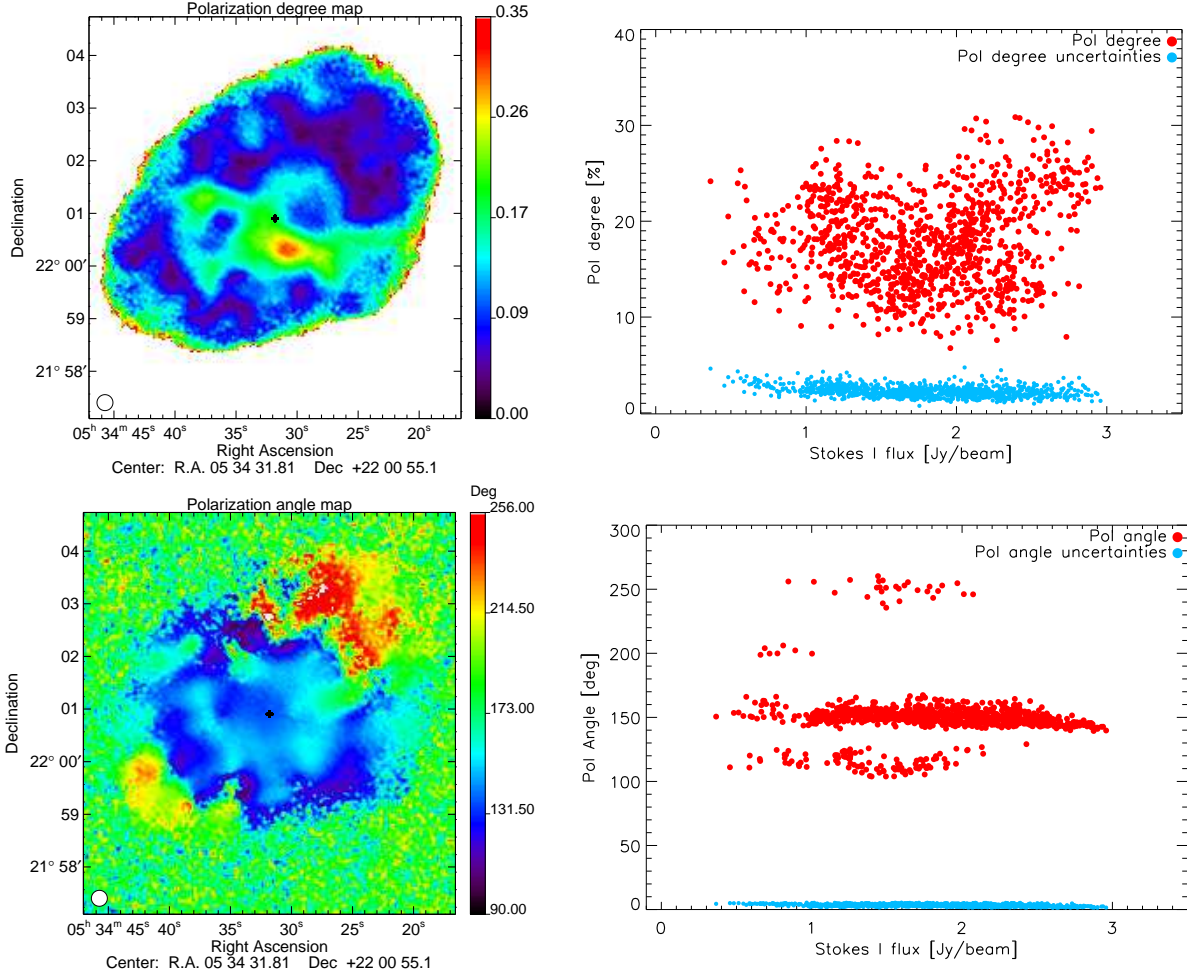 Polarization degree map
04
03
02
01
22° 00′
59
21° 58′
Declination
05ʰ 34ᵐ 45ˢ 40ˢ 35ˢ 30ˢ 25ˢ 20ˢ
Right Ascension
Center: R.A. 05 34 31.81 Dec +22 00 55.1
0.35
0.26
0.17
0.09
0.00
Pol degree
Pol degree uncertainties
40
30
20
10
0
Pol degree [%]
0 1 2 3
Stokes I flux [Jy/beam]
Polarization angle map
04
03
02
01
22° 00′
59
21° 58′
Declination
05ʰ 34ᵐ 45ˢ 40ˢ 35ˢ 30ˢ 25ˢ 20ˢ
Right Ascension
Center: R.A. 05 34 31.81 Dec +22 00 55.1
Deg
256.00
214.50
173.00
131.50
90.00
Pol angle
Pol angle uncertainties
300
250
200
150
100
50
0
Pol Angle [deg]
0 1 2 3
Stokes I flux [Jy/beam]